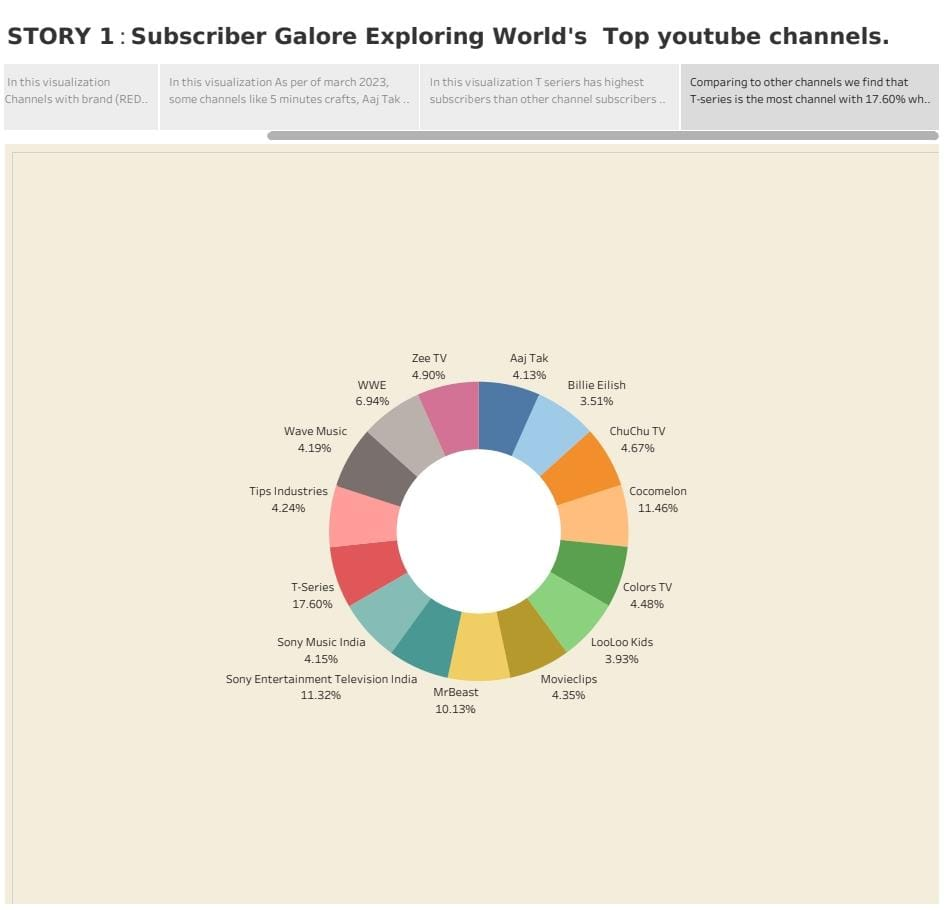 STORY 1 : Subscriber Galore Exploring World's Top youtube channels.
In this visualization
Channels with brand (RED..
In this visualization As per of march 2023,
some channels like 5 minutes crafts, Aaj Tak ..
In this visualization T seriers has highest
subscribers than other channel subscribers ..
Comparing to other channels we find that
T-series is the most channel with 17.60% wh..
Zee TV
4.90%
Aaj Tak
4.13%
WWE
6.94%
Billie Eilish
3.51%
Wave Music
4.19%
ChuChu TV
4.67%
Tips Industries
4.24%
Cocomelon
11.46%
T-Series
17.60%
Colors TV
4.48%
Sony Music India
4.15%
LooLoo Kids
3.93%
Sony Entertainment Television India
11.32%
MrBeast
10.13%
Movieclips
4.35%